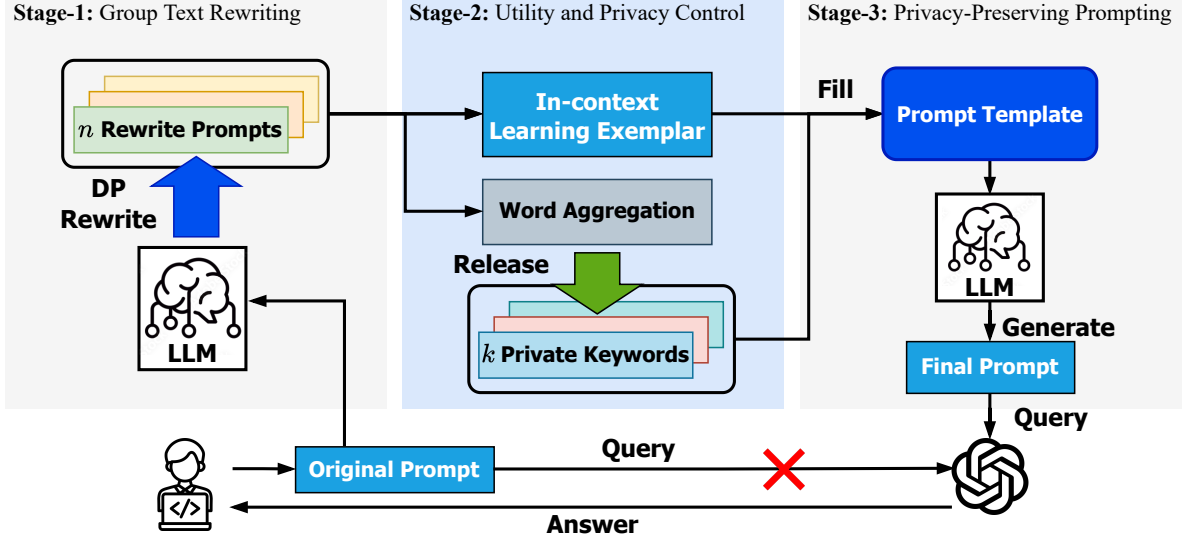 Stage-1: Group Text Rewriting
Stage-2: Utility and Privacy Control
Stage-3: Privacy-Preserving Prompting
n Rewrite Prompts
DP
Rewrite
LLM
In-context
Learning Exemplar
Word Aggregation
Release
k Private Keywords
Fill
Prompt Template
LLM
Generate
Final Prompt
Query
Original Prompt
Query
</>
Answer